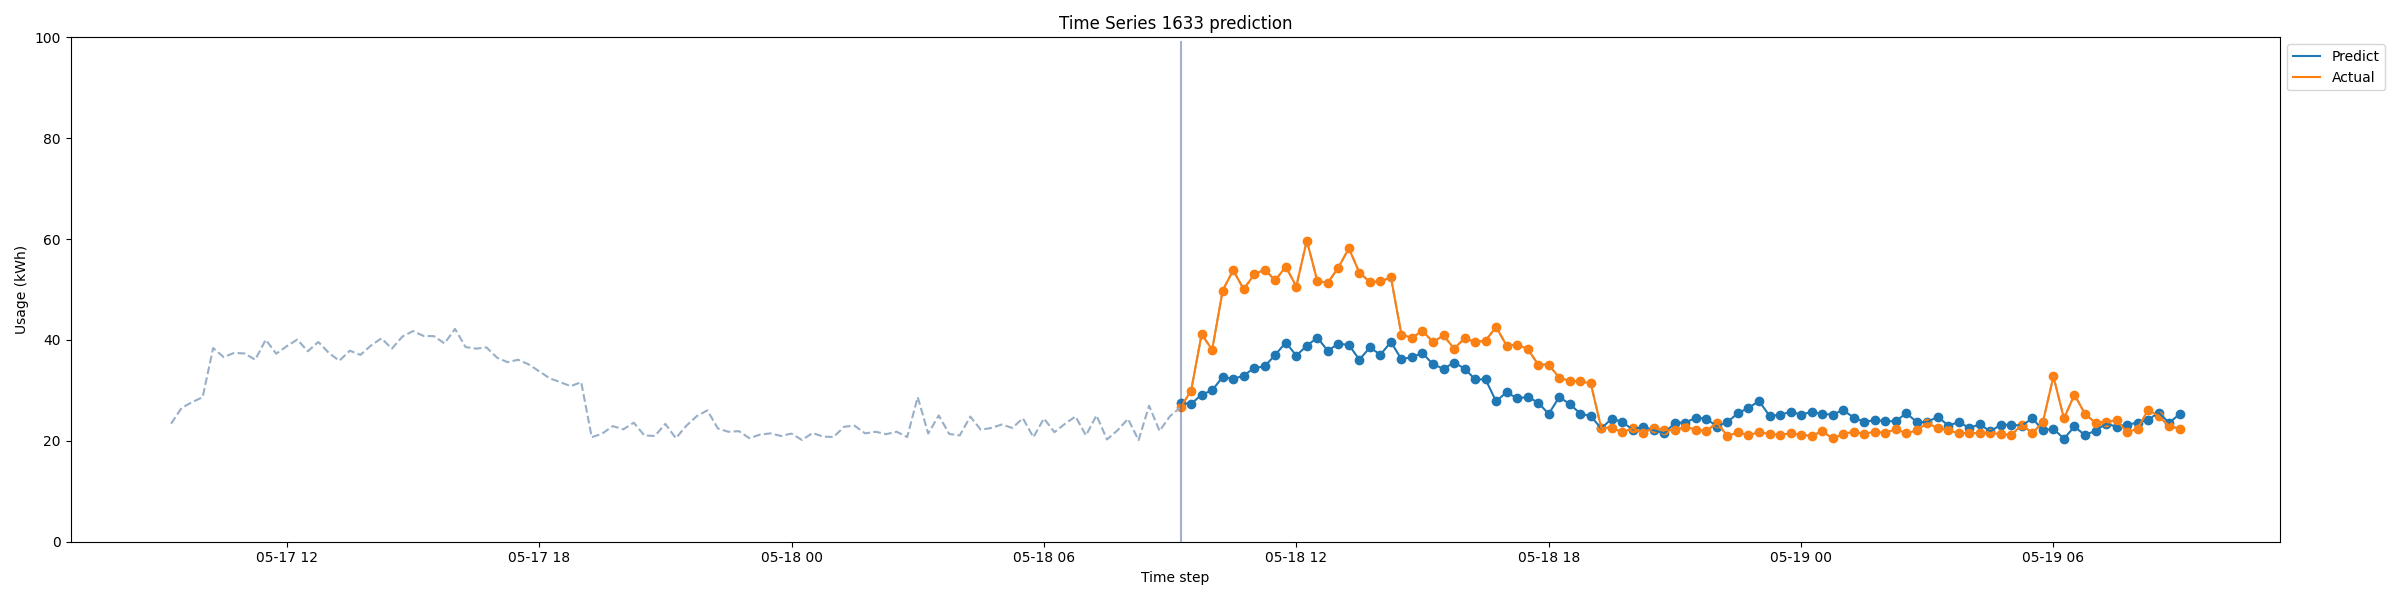 Time Series 1633 prediction
100
80
60
40
20
0
Usage (kWh)
Predict
Actual
05-17 12
05-17 18
05-18 00
05-18 06
05-18 12
05-18 18
05-19 00
05-19 06
Time step